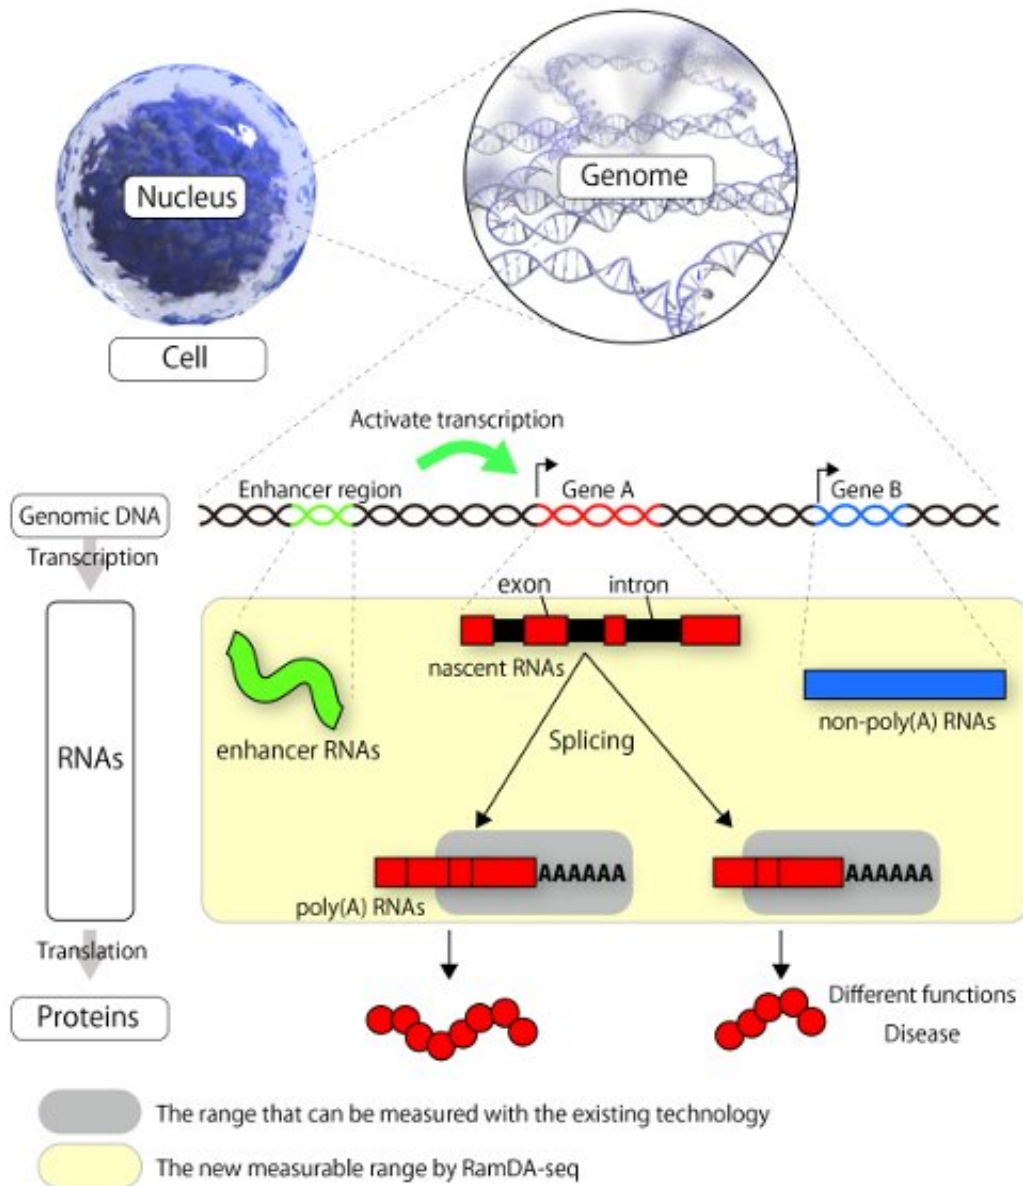 Nucleus
Genome
Cell
Activate transcription
Enhancer region
Gene A
Gene B
Genomic DNA
Transcription
exon
intron
nascent RNAs
non-poly(A) RNAs
enhancer RNAs
RNAs
Splicing
AAAAAA
AAAAAA
poly(A) RNAs
Translation
Proteins
Different functions
Disease
The range that can be measured with the existing technology
The new measurable range by RamDA-seq